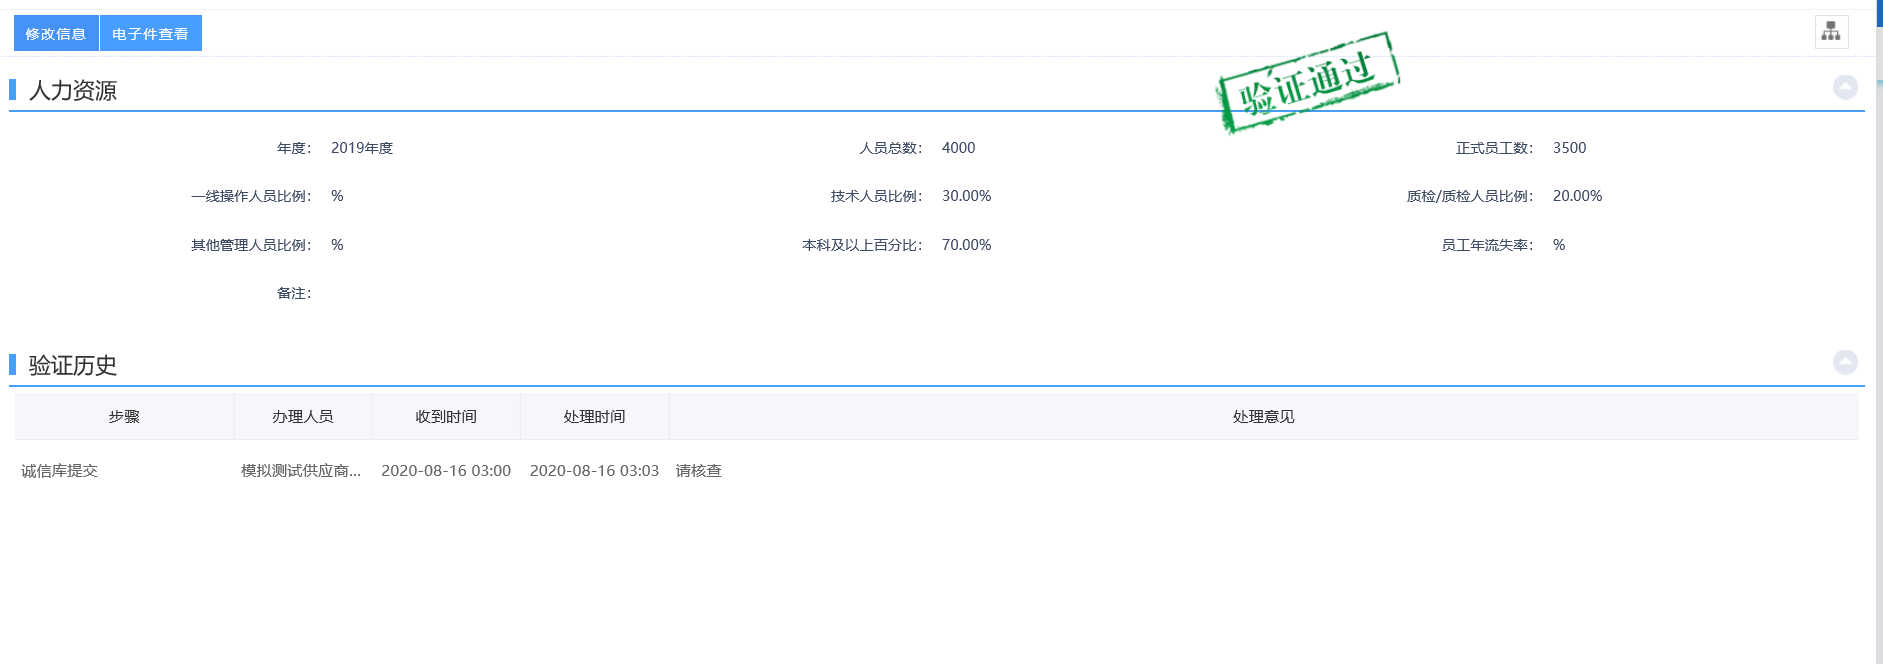 修改信息 电子件查看
验证通过
人力资源
年度： 2019年度 人员总数： 4000 正式员工数： 3500
一线操作人员比例： % 技术人员比例： 30.00% 质检/质检人员比例： 20.00%
其他管理人员比例： % 本科及以上百分比： 70.00% 员工年流失率： %
备注：
验证历史
步骤 办理人员 收到时间 处理时间 处理意见
诚信库提交 模拟测试供应商... 2020-08-16 03:00 2020-08-16 03:03 请核查